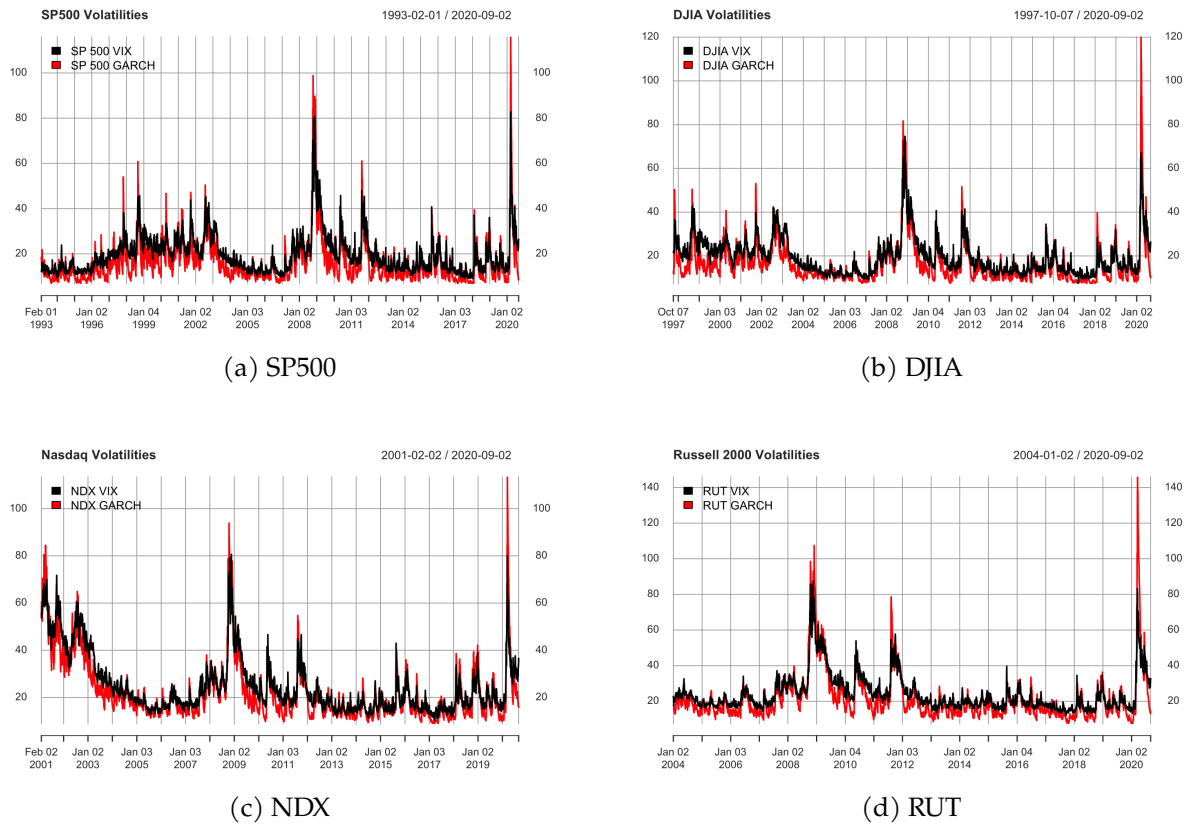 SP500 Volatilities 1993-02-01 / 2020-09-02
SP 500 VIX
SP 500 GARCH
100 100
80 80
60 60
40 40
20 20
Feb 01 Jan 02 Jan 04 Jan 02 Jan 03 Jan 02 Jan 03 Jan 02 Jan 03 Jan 02
1993 1996 1999 2002 2005 2008 2011 2014 2017 2020
(a) SP500
DJIA Volatilities 1997-10-07 / 2020-09-02
DJIA VIX
DJIA GARCH
120 120
100 100
80 80
60 60
40 40
20 20
Oct 07 Jan 03 Jan 02 Jan 02 Jan 03 Jan 02 Jan 04 Jan 03 Jan 02 Jan 04 Jan 02 Jan 02
1997 2000 2002 2004 2006 2008 2010 2012 2014 2016 2018 2020
(b) DJIA
Nasdaq Volatilities 2001-02-02 / 2020-09-02
NDX VIX
NDX GARCH
100 100
80 80
60 60
40 40
20 20
Feb 02 Jan 02 Jan 03 Jan 03 Jan 02 Jan 03 Jan 02 Jan 02 Jan 03 Jan 02
2001 2003 2005 2007 2009 2011 2013 2015 2017 2019
(c) NDX
Russell 2000 Volatilities 2004-01-02 / 2020-09-02
RUT VIX
RUT GARCH
140 140
120 120
100 100
80 80
60 60
40 40
20 20
Jan 02 Jan 03 Jan 02 Jan 04 Jan 03 Jan 02 Jan 04 Jan 02 Jan 02
2004 2006 2008 2010 2012 2014 2016 2018 2020
(d) RUT